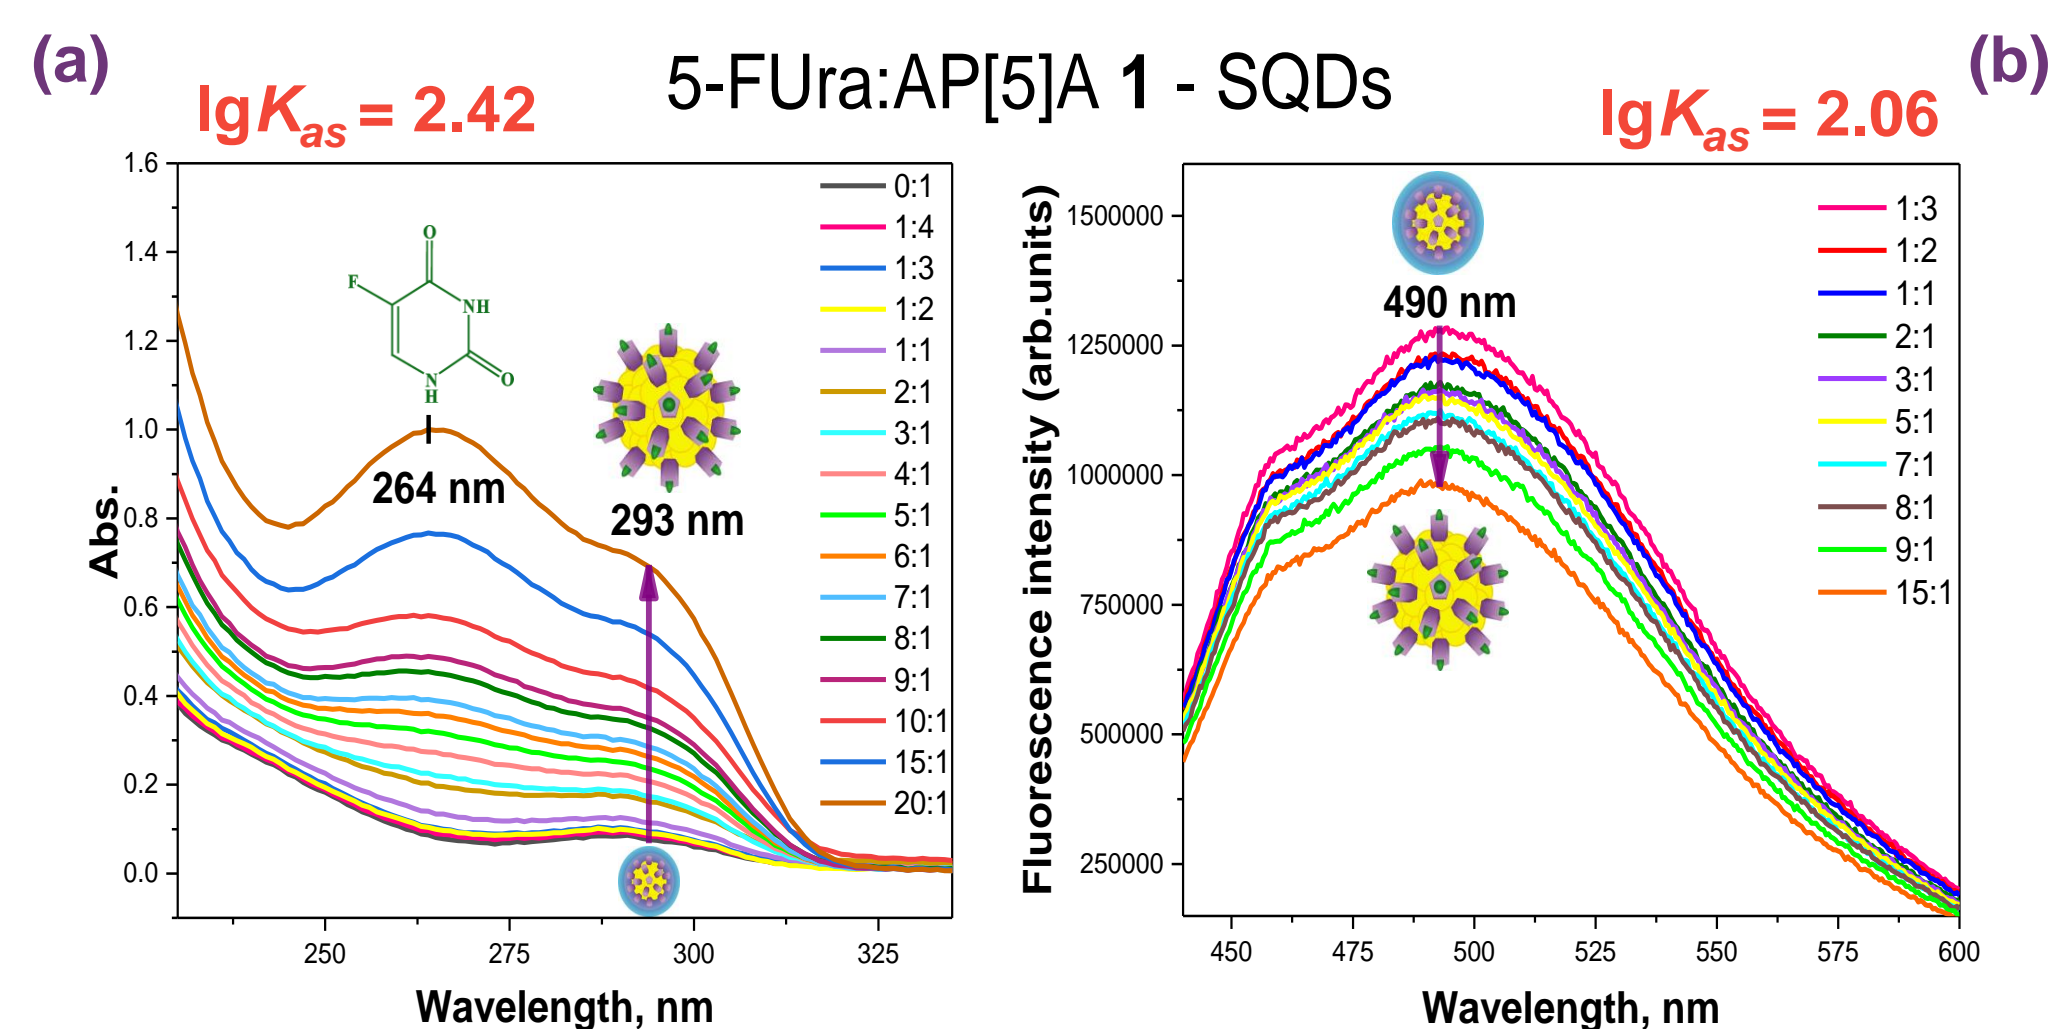 (a)
5-FUra:AP[5]A 1 - SQDs
(b)
lgKas = 2.42
lgKas = 2.06
Abs.
1.6
1.4
1.2
1.0
0.8
0.6
0.4
0.2
0.0
250
275
300
325
Wavelength, nm
O
F
NH
N
H
O
264 nm
293 nm
0:1
1:4
1:3
1:2
1:1
2:1
3:1
4:1
5:1
6:1
7:1
8:1
9:1
10:1
15:1
20:1
Fluorescence intensity (arb.units)
1500000
1250000
1000000
750000
500000
250000
450
475
500
525
550
575
600
Wavelength, nm
490 nm
1:3
1:2
1:1
2:1
3:1
5:1
7:1
8:1
9:1
15:1